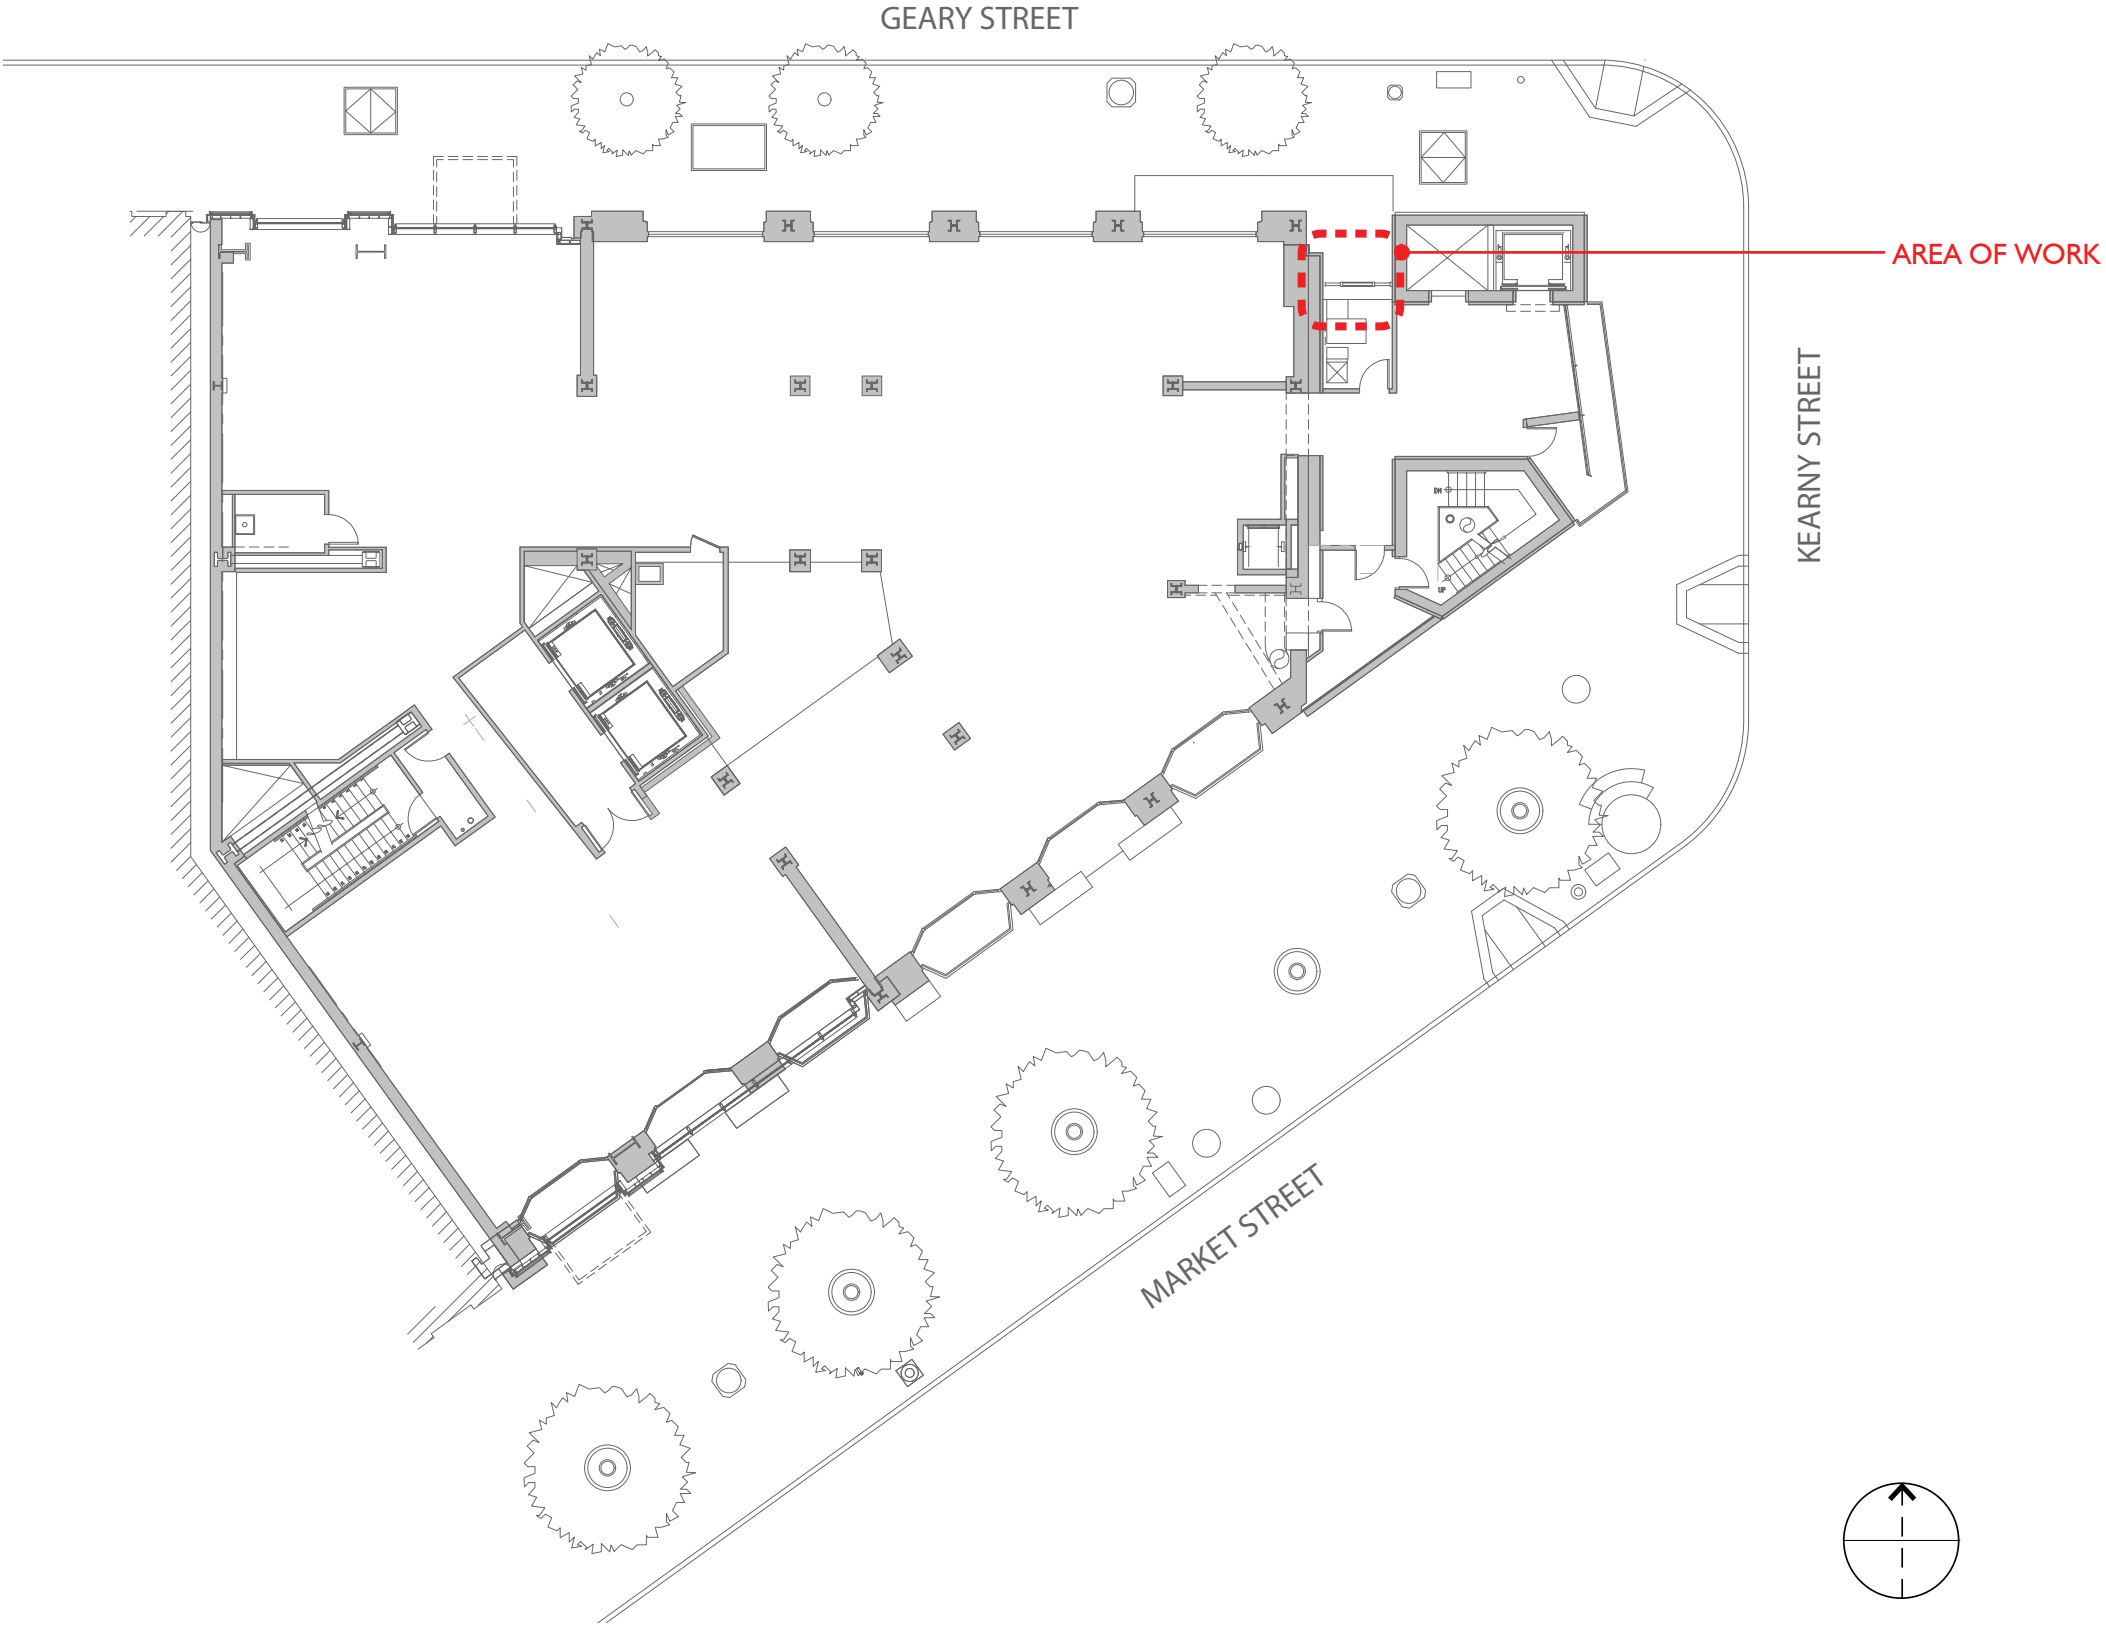 GEARY STREET
AREA OF WORK
KEARNY STREET
DN
UP
MARKET STREET